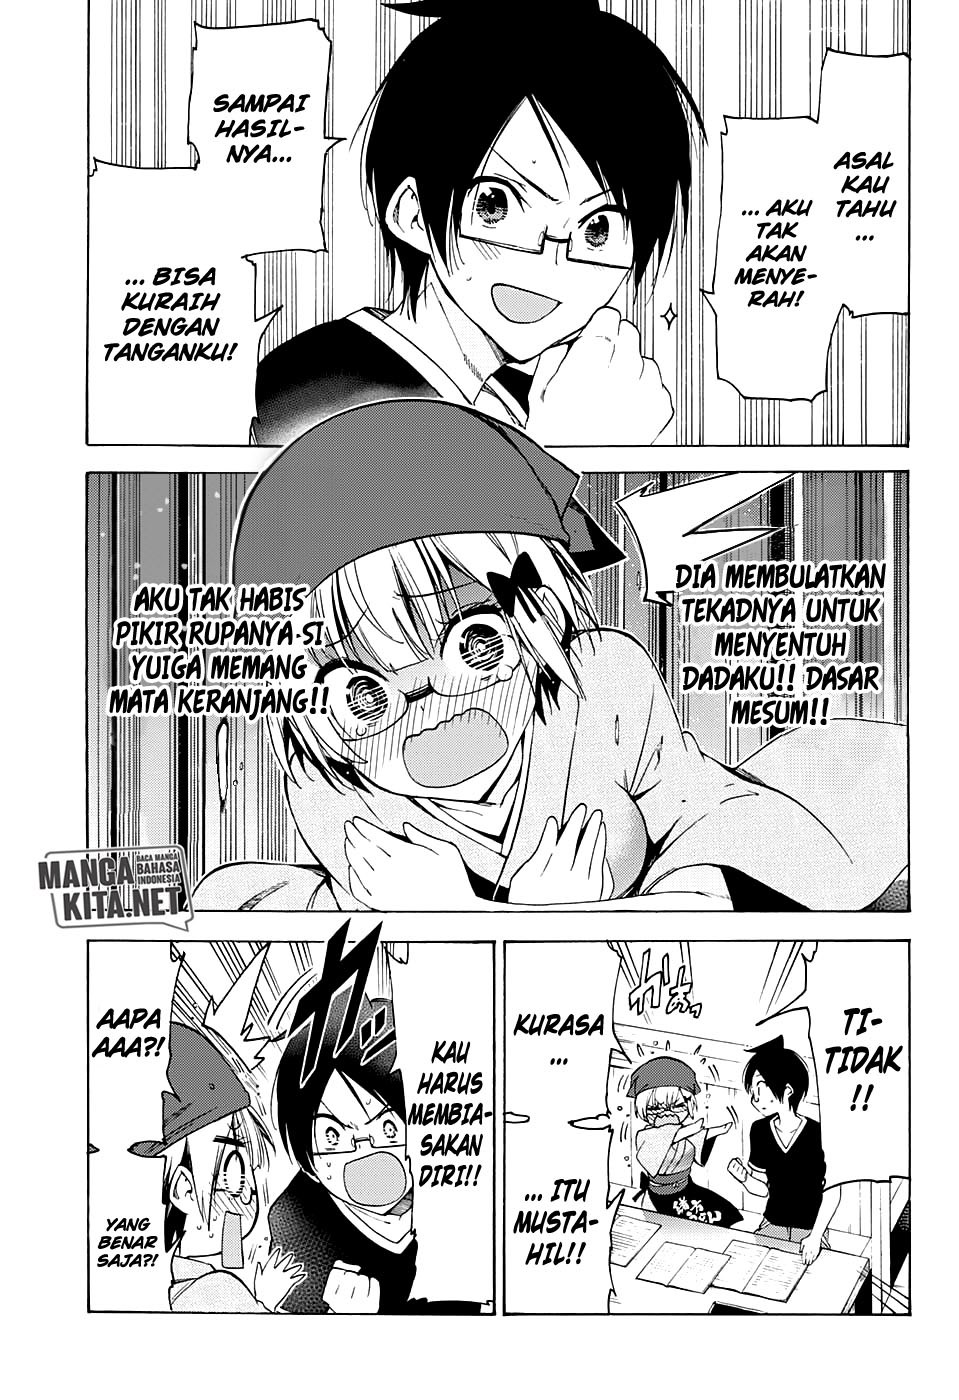 ASAL
KAU
TAHU
...
... AKU
TAK
AKAN
MENYE-
RAH!
SAMPAI
HASIL-
NYA...
... BISA
KURAIH
DENGAN
TANGANKU!
DIA MEMBULATKAN
TEKADNYA UNTUK
MENYENTUH
DADAKU!! DASAR
MESUM!!
AKU TAK HABIS
PIKIR RUPANYA SI
YUIGA MEMANG
MATA KERANJANG!!
MANGA
KITA.NET
BACA MANGA
BAHASA
INDONESIA
TI-
TIDAK
!!
KURASA
...
... ITU
MUSTA-
HIL!!
KAU
HARUS
MEMBIA-
SAKAN
DIRI!!
AAPA
AAA?!
YANG
BENAR
SAJA?!